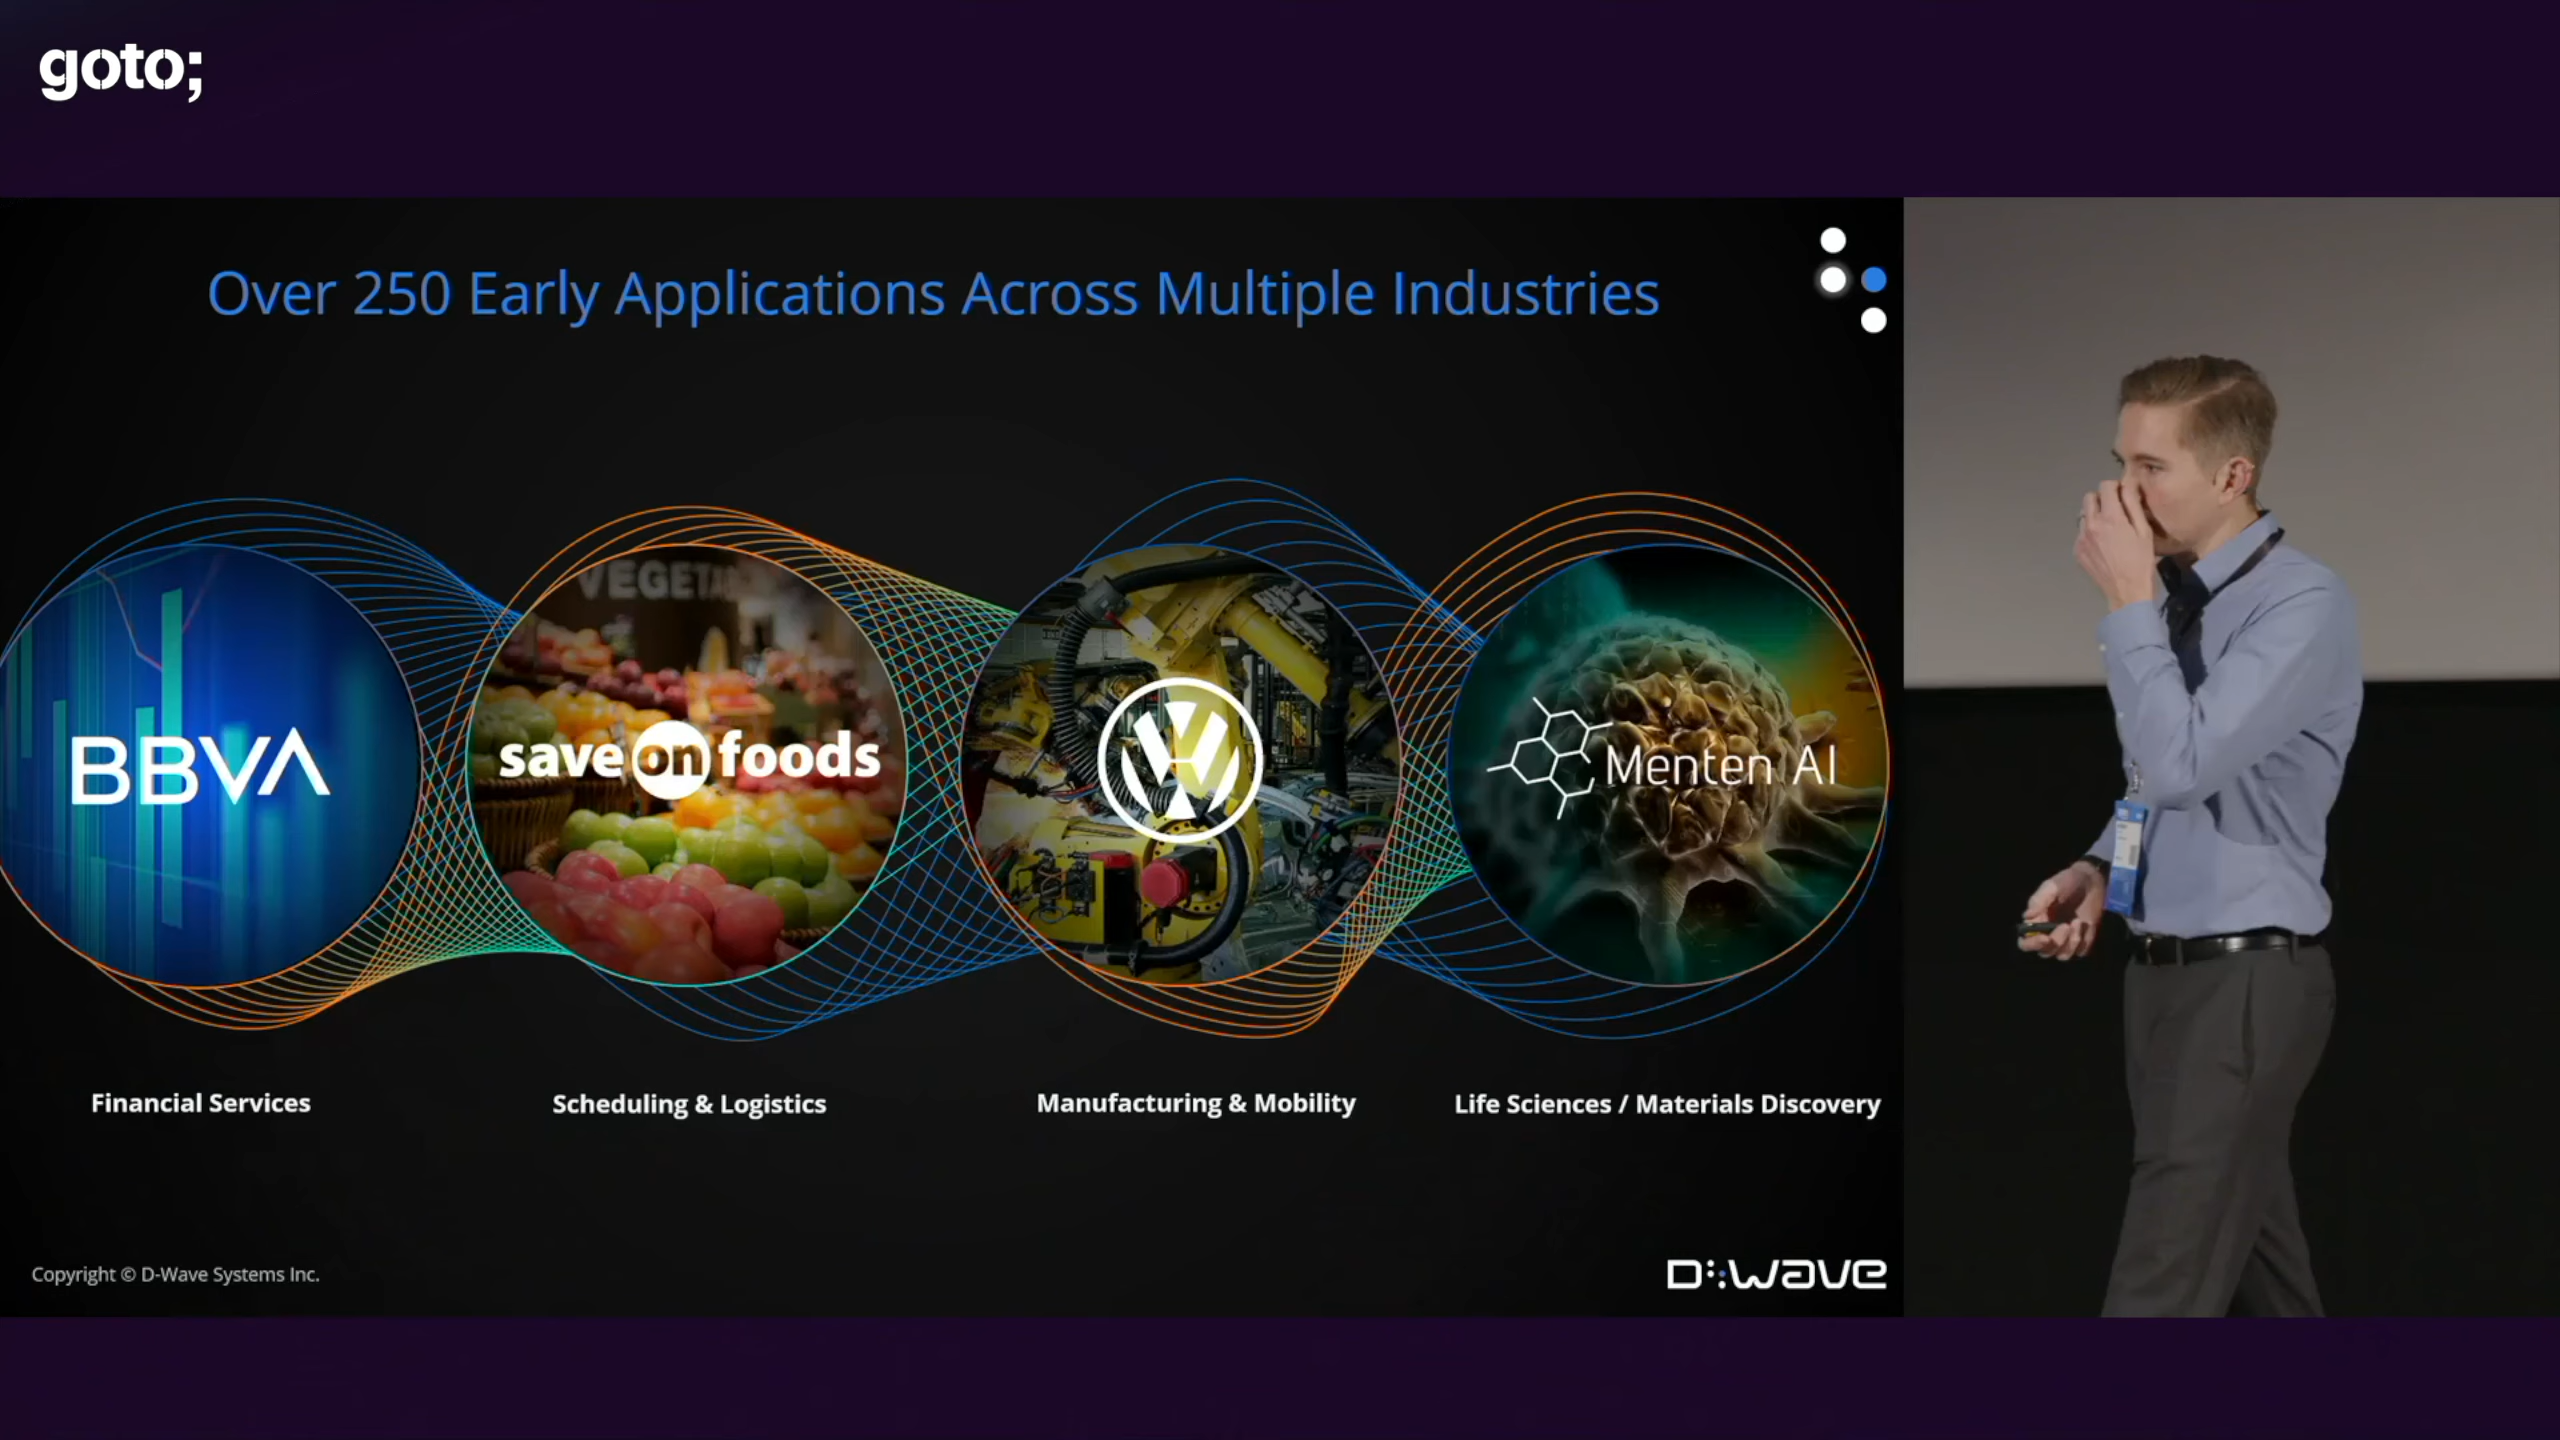 goto;
Over 250 Early Applications Across Multiple Industries
VEGETA
BBVA
save on foods
Menten AI
Financial Services
Scheduling & Logistics
Manufacturing & Mobility
Life Sciences / Materials Discovery
Copyright © D-Wave Systems Inc.
D:Wave